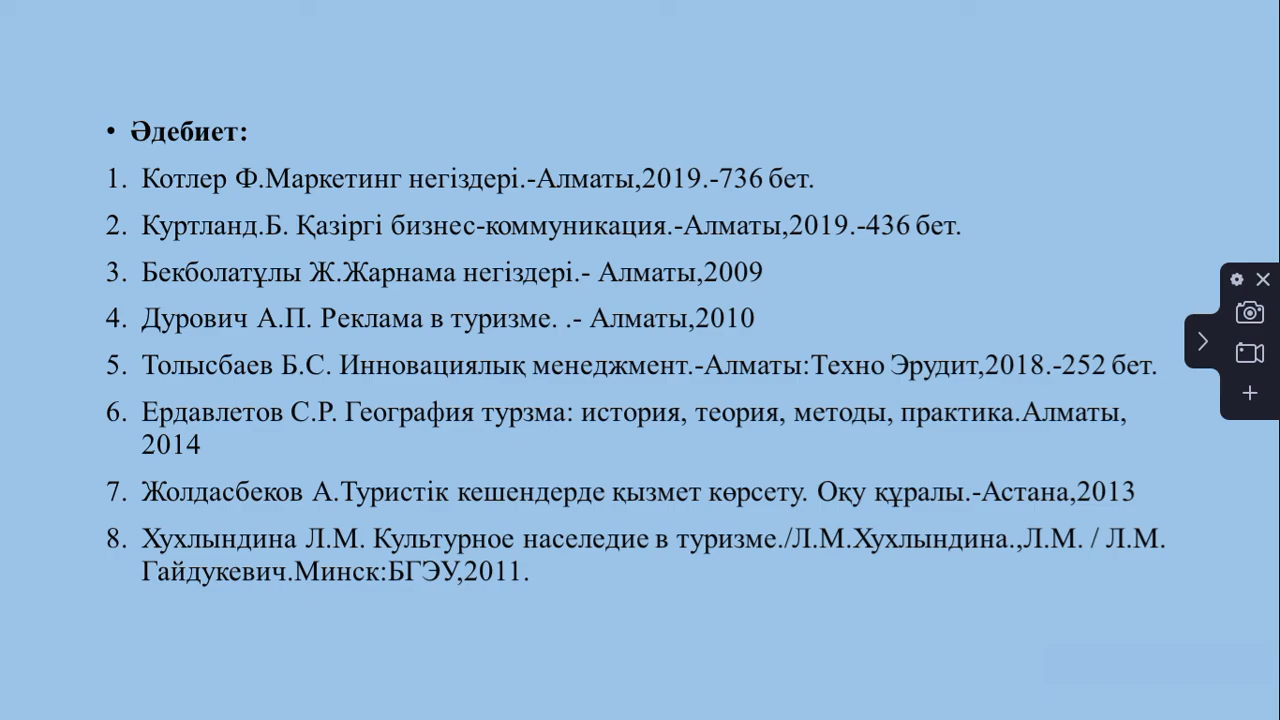 • Әдебиет:
1. Котлер Ф.Маркетинг негіздері.-Алматы,2019.-736 бет.
2. Куртланд.Б. Қазіргі бизнес-коммуникация.-Алматы,2019.-436 бет.
3. Бекболатұлы Ж.Жарнама негіздері.- Алматы,2009
4. Дурович А.П. Реклама в туризме. .- Алматы,2010
5. Толысбаев Б.С. Инновациялық менеджмент.-Алматы:Техно Эрудит,2018.-252 бет.
6. Ердавлетов С.Р. География турзма: история, теория, методы, практика.Алматы,
2014
7. Жолдасбеков А.Туристік кешендерде қызмет көрсету. Оқу құралы.-Астана,2013
8. Хухлындина Л.М. Культурное населедие в туризме./Л.М.Хухлындина.,Л.М. / Л.М.
Гайдукевич.Минск:БГЭУ,2011.